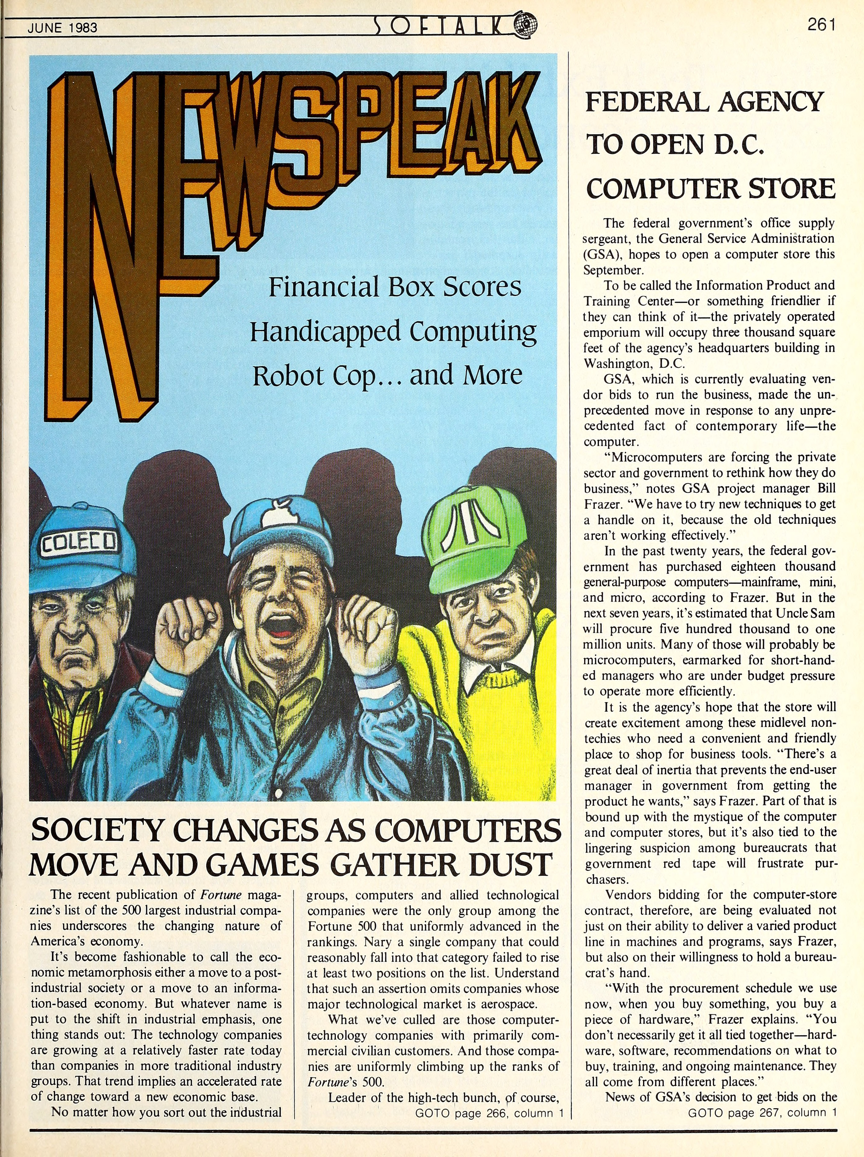 JUNE 1983
SOFTALK
261
NEWSPEAK
Financial Box Scores
Handicapped Computing
Robot Cop... and More
COLECO
SOCIETY CHANGES AS COMPUTERS
MOVE AND GAMES GATHER DUST
The recent publication of Fortune maga-
zine's list of the 500 largest industrial compa-
nies underscores the changing nature of
America's economy.
It's become fashionable to call the eco-
nomic metamorphosis either a move to a post-
industrial society or a move to an informa-
tion-based economy. But whatever name is
put to the shift in industrial emphasis, one
thing stands out: The technology companies
are growing at a relatively faster rate today
than companies in more traditional industry
groups. That trend implies an accelerated rate
of change toward a new economic base.
No matter how you sort out the industrial
groups, computers and allied technological
companies were the only group among the
Fortune 500 that uniformly advanced in the
rankings. Nary a single company that could
reasonably fall into that category failed to rise
at least two positions on the list. Understand
that such an assertion omits companies whose
major technological market is aerospace.
What we've culled are those computer-
technology companies with primarily com-
mercial civilian customers. And those compa-
nies are uniformly climbing up the ranks of
Fortune's 500.
Leader of the high-tech bunch, of course,
GOTO page 266, column 1
FEDERAL AGENCY
TO OPEN D.C.
COMPUTER STORE
The federal government's office supply
sergeant, the General Service Administration
(GSA), hopes to open a computer store this
September.
To be called the Information Product and
Training Center—or something friendlier if
they can think of it—the privately operated
emporium will occupy three thousand square
feet of the agency's headquarters building in
Washington, D.C.
GSA, which is currently evaluating ven-
dor bids to run the business, made the un-
precedented move in response to any unpre-
cedented fact of contemporary life—the
computer.
"Microcomputers are forcing the private
sector and government to rethink how they do
business," notes GSA project manager Bill
Frazer. "We have to try new techniques to get
a handle on it, because the old techniques
aren't working effectively."
In the past twenty years, the federal gov-
ernment has purchased eighteen thousand
general-purpose computers—mainframe, mini,
and micro, according to Frazer. But in the
next seven years, it's estimated that Uncle Sam
will procure five hundred thousand to one
million units. Many of those will probably be
microcomputers, earmarked for short-hand-
ed managers who are under budget pressure
to operate more efficiently.
It is the agency's hope that the store will
create excitement among these midlevel non-
techies who need a convenient and friendly
place to shop for business tools. "There's a
great deal of inertia that prevents the end-user
manager in government from getting the
product he wants," says Frazer. Part of that is
bound up with the mystique of the computer
and computer stores, but it's also tied to the
lingering suspicion among bureaucrats that
government red tape will frustrate pur-
chasers.
Vendors bidding for the computer-store
contract, therefore, are being evaluated not
just on their ability to deliver a varied product
line in machines and programs, says Frazer,
but also on their willingness to hold a bureau-
crat's hand.
"With the procurement schedule we use
now, when you buy something, you buy a
piece of hardware," Frazer explains. "You
don't necessarily get it all tied together—hard-
ware, software, recommendations on what to
buy, training, and ongoing maintenance. They
all come from different places."
News of GSA's decision to get bids on the
GOTO page 267, column 1